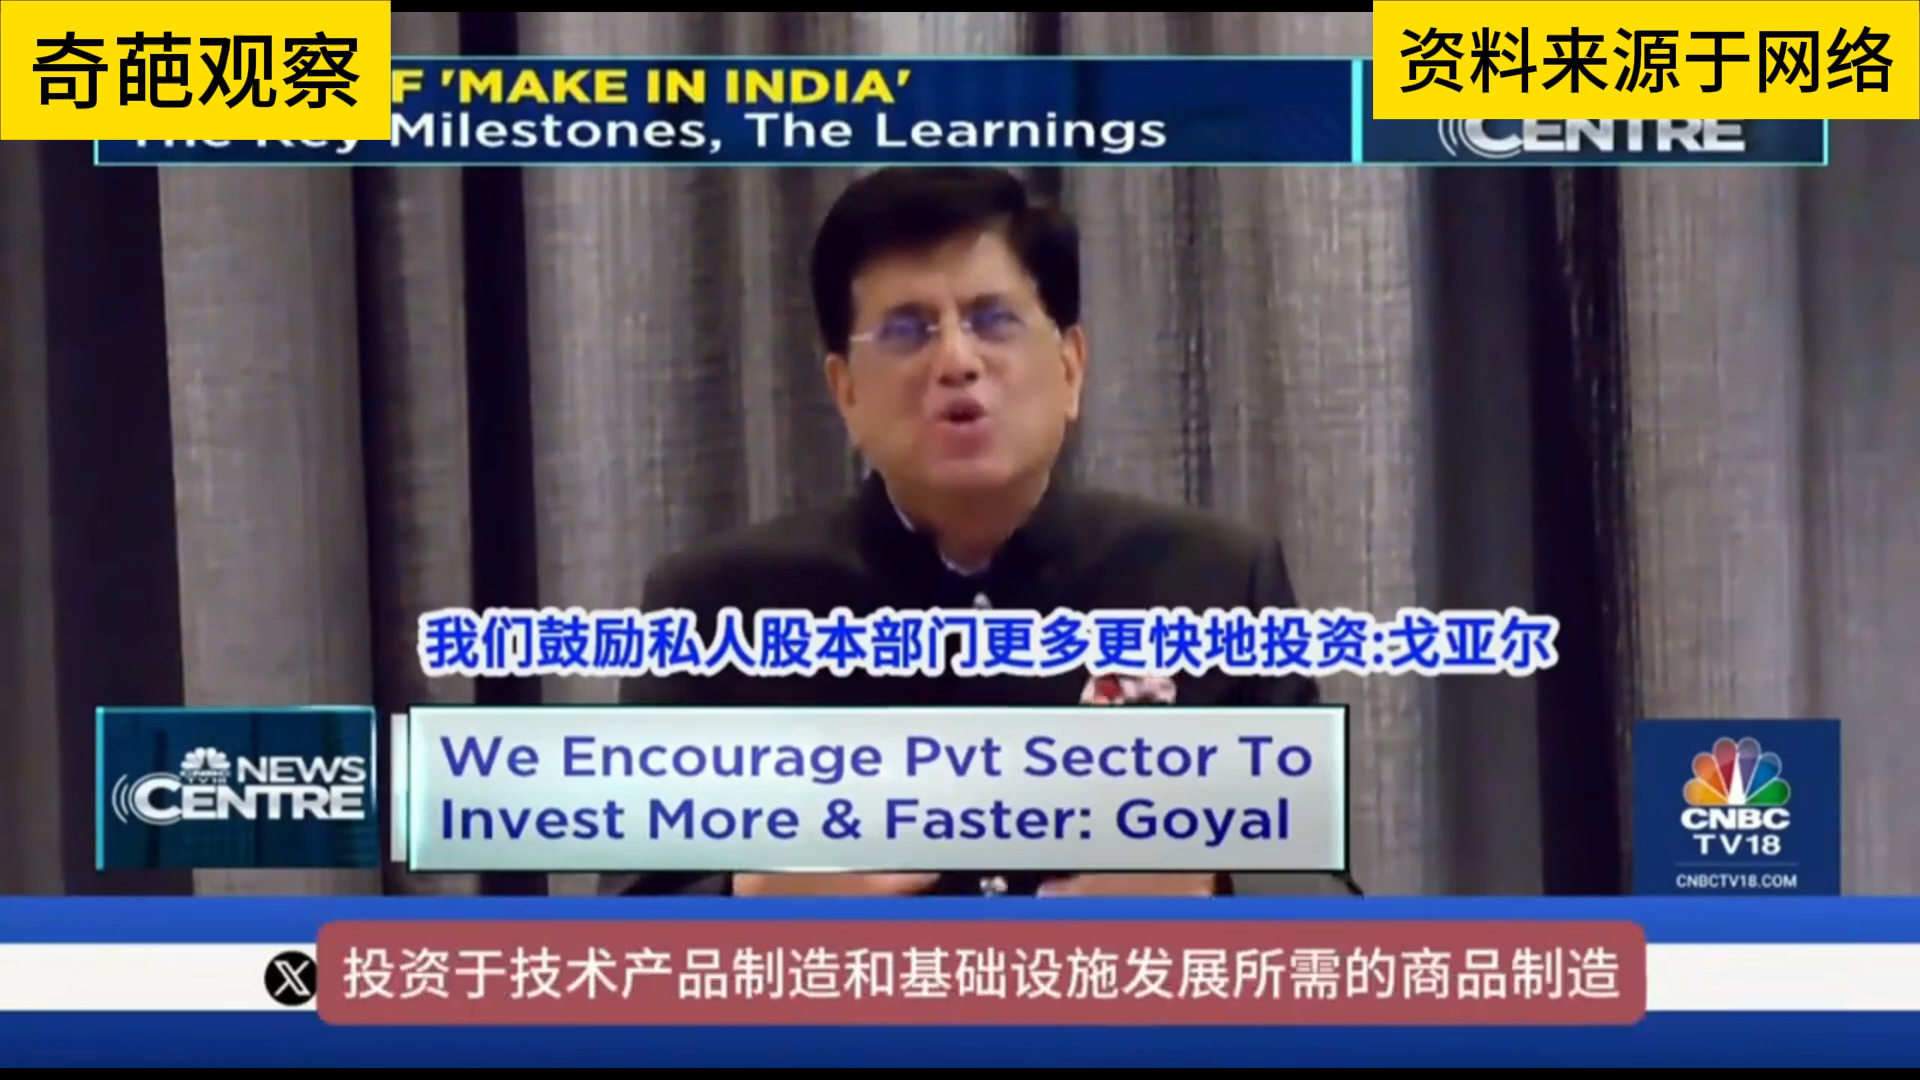 奇葩观察
资料来源于网络
F 'MAKE IN INDIA'
The Key Milestones, The Learnings
CENTRE
我们鼓励私人股本部门更多更快地投资:戈亚尔
We Encourage Pvt Sector To
Invest More & Faster: Goyal
CNBC TV18 NEWS
CENTRE
CNBC
TV18
CNBCTV18.COM
投资于技术产品制造和基础设施发展所需的商品制造